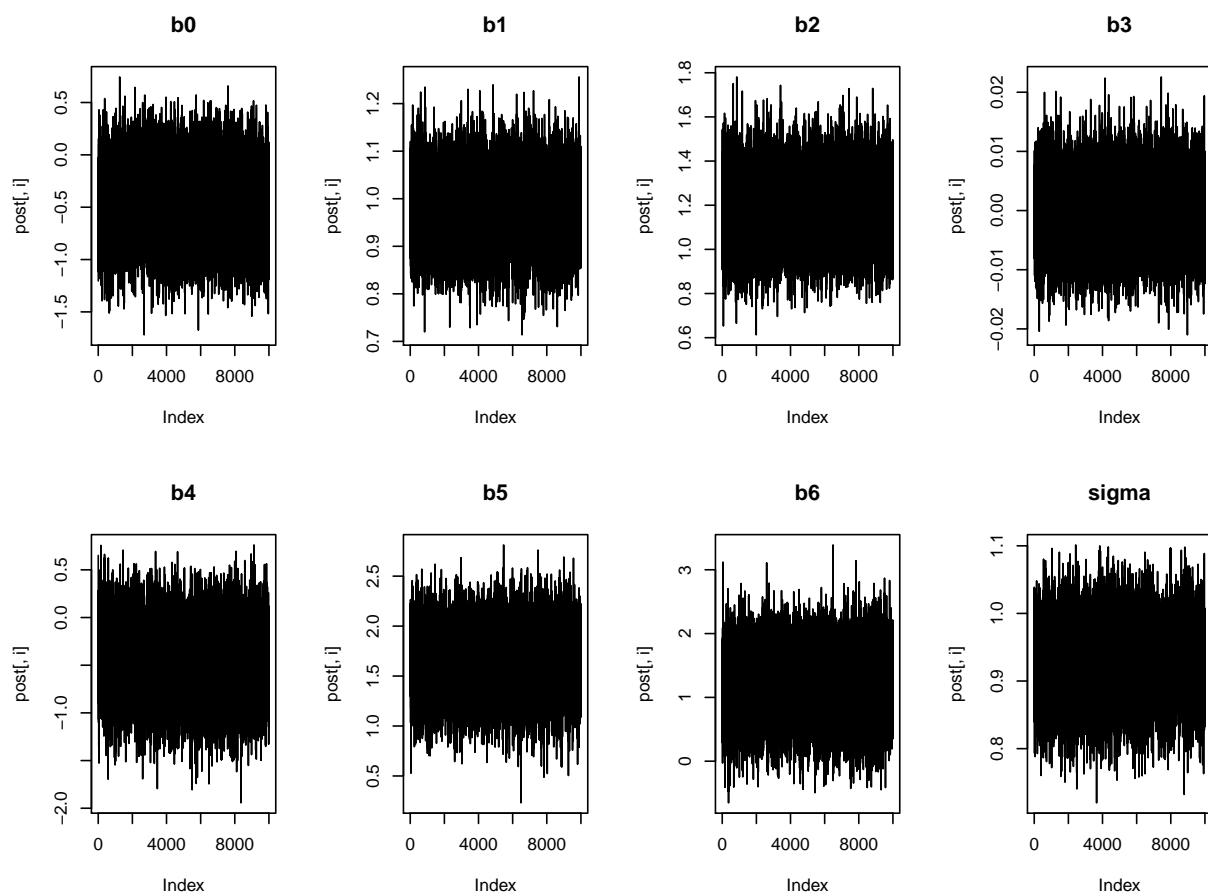 b0
b1
b2
b3
post[, i]
0.5
0.0
−0.5
−1.0
−1.5
0
4000
8000
Index
post[, i]
1.2
1.1
1.0
0.9
0.8
0.7
0
4000
8000
Index
post[, i]
1.8
1.6
1.4
1.2
1.0
0.8
0.6
0
4000
8000
Index
post[, i]
0.02
0.01
0.00
−0.01
−0.02
0
4000
8000
Index
b4
b5
b6
sigma
post[, i]
0.5
0.0
−1.0
−2.0
0
4000
8000
Index
post[, i]
2.5
2.0
1.5
1.0
0.5
0
4000
8000
Index
post[, i]
3
2
1
0
0
4000
8000
Index
post[, i]
1.1
1.0
0.9
0.8
0
4000
8000
Index